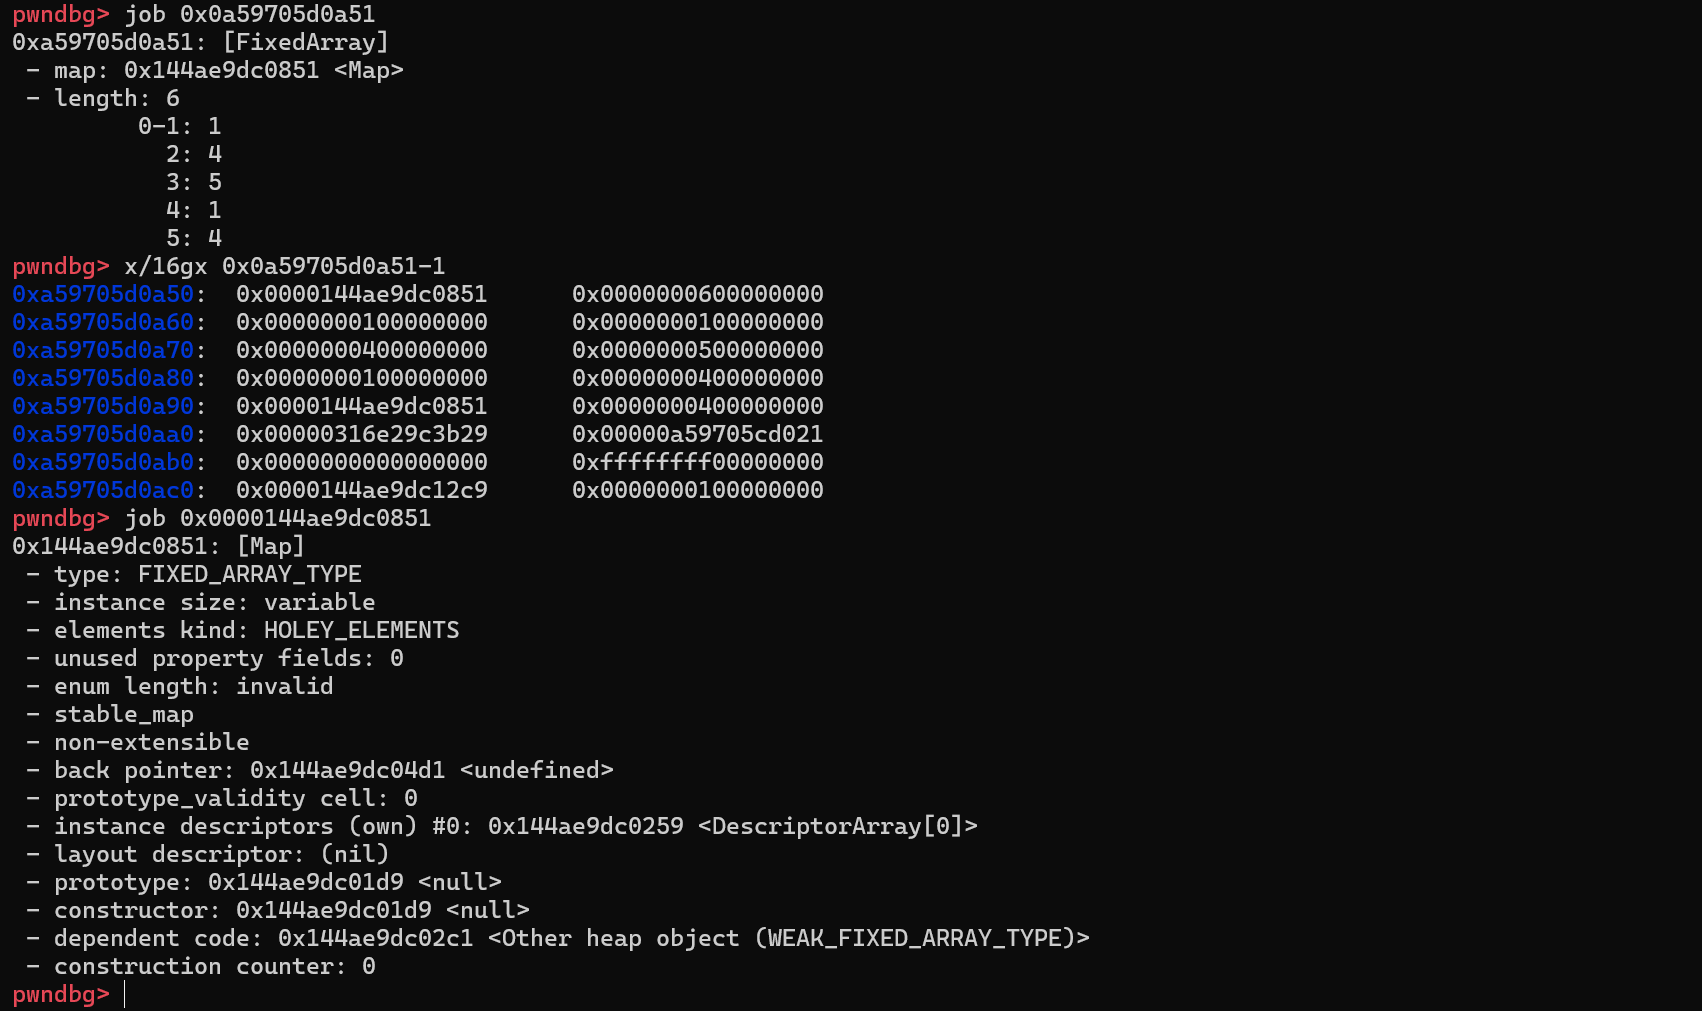 pwndbg> job 0x0a59705d0a51
0xa59705d0a51: [FixedArray]
 - map: 0x144ae9dc0851 <Map>
 - length: 6
         0-1: 1
           2: 4
           3: 5
           4: 1
           5: 4
pwndbg> x/16gx 0x0a59705d0a51-1
0xa59705d0a50:  0x0000144ae9dc0851      0x0000000600000000
0xa59705d0a60:  0x0000000100000000      0x0000000100000000
0xa59705d0a70:  0x0000000400000000      0x0000000500000000
0xa59705d0a80:  0x0000000100000000      0x0000000400000000
0xa59705d0a90:  0x0000144ae9dc0851      0x0000000400000000
0xa59705d0aa0:  0x00000316e29c3b29      0x00000a59705cd021
0xa59705d0ab0:  0x0000000000000000      0xffffffff00000000
0xa59705d0ac0:  0x0000144ae9dc12c9      0x0000000100000000
pwndbg> job 0x0000144ae9dc0851
0x144ae9dc0851: [Map]
 - type: FIXED_ARRAY_TYPE
 - instance size: variable
 - elements kind: HOLEY_ELEMENTS
 - unused property fields: 0
 - enum length: invalid
 - stable_map
 - non-extensible
 - back pointer: 0x144ae9dc04d1 <undefined>
 - prototype_validity cell: 0
 - instance descriptors (own) #0: 0x144ae9dc0259 <DescriptorArray[0]>
 - layout descriptor: (nil)
 - prototype: 0x144ae9dc01d9 <null>
 - constructor: 0x144ae9dc01d9 <null>
 - dependent code: 0x144ae9dc02c1 <Other heap object (WEAK_FIXED_ARRAY_TYPE)>
 - construction counter: 0
pwndbg>